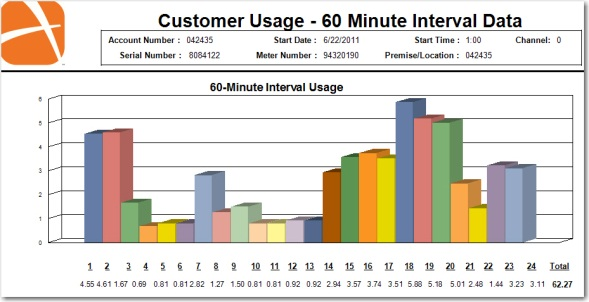 Customer Usage - 60 Minute Interval Data
Account Number : 042435 Start Date : 6/22/2011 Start Time : 1:00 Channel: 0
Serial Number : 8084122 Meter Number : 94320190 Premise/Location : 042435
60-Minute Interval Usage
6
5
4
3
2
1
0
1 2 3 4 5 6 7 8 9 10 11 12 13 14 15 16 17 18 19 20 21 22 23 24 Total
4.55 4.61 1.67 0.69 0.81 0.81 2.82 1.27 1.50 0.81 0.81 0.92 0.92 2.94 3.57 3.74 3.51 5.88 5.18 5.01 2.48 1.44 3.23 3.11 62.27